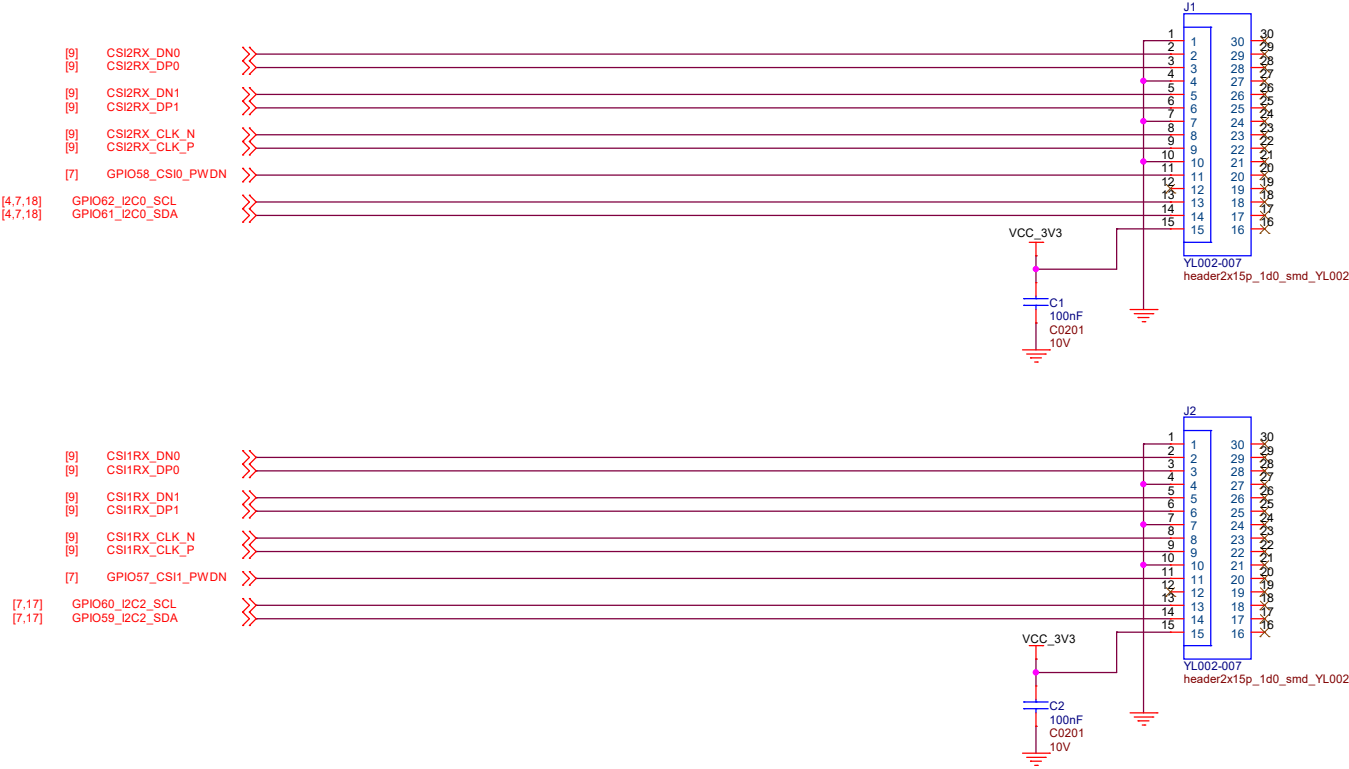 J1
[9] CSI2RX_DN0
[9] CSI2RX_DP0
[9] CSI2RX_DN1
[9] CSI2RX_DP1
[9] CSI2RX_CLK_N
[9] CSI2RX_CLK_P
[7] GPIO58_CSI0_PWDN
[4,7,18] GPIO62_I2C0_SCL
[4,7,18] GPIO61_I2C0_SDA
1 1 30 30
2 2 29 29
3 3 28 28
4 4 27 27
5 5 26 26
6 6 25 25
7 7 24 24
8 8 23 23
9 9 22 22
10 10 21 21
11 11 20 20
12 12 19 19
13 13 18 18
14 14 17 17
15 15 16 16
VCC_3V3
YL002-007
header2x15p_1d0_smd_YL002
C1
100nF
C0201
10V
J2
[9] CSI1RX_DN0
[9] CSI1RX_DP0
[9] CSI1RX_DN1
[9] CSI1RX_DP1
[9] CSI1RX_CLK_N
[9] CSI1RX_CLK_P
[7] GPIO57_CSI1_PWDN
[7,17] GPIO60_I2C2_SCL
[7,17] GPIO59_I2C2_SDA
1 1 30 30
2 2 29 29
3 3 28 28
4 4 27 27
5 5 26 26
6 6 25 25
7 7 24 24
8 8 23 23
9 9 22 22
10 10 21 21
11 11 20 20
12 12 19 19
13 13 18 18
14 14 17 17
15 15 16 16
VCC_3V3
YL002-007
header2x15p_1d0_smd_YL002
C2
100nF
C0201
10V